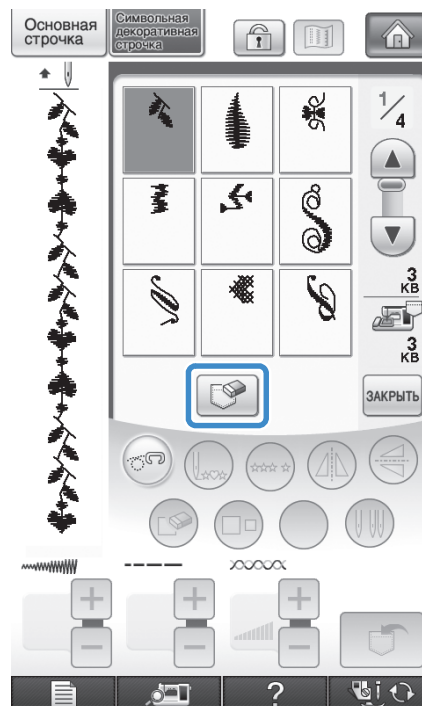 Основная
строчка
Символьная
декоративная
строчка
1/4
3
КВ
3
КВ
ЗАКРЫТЬ
?